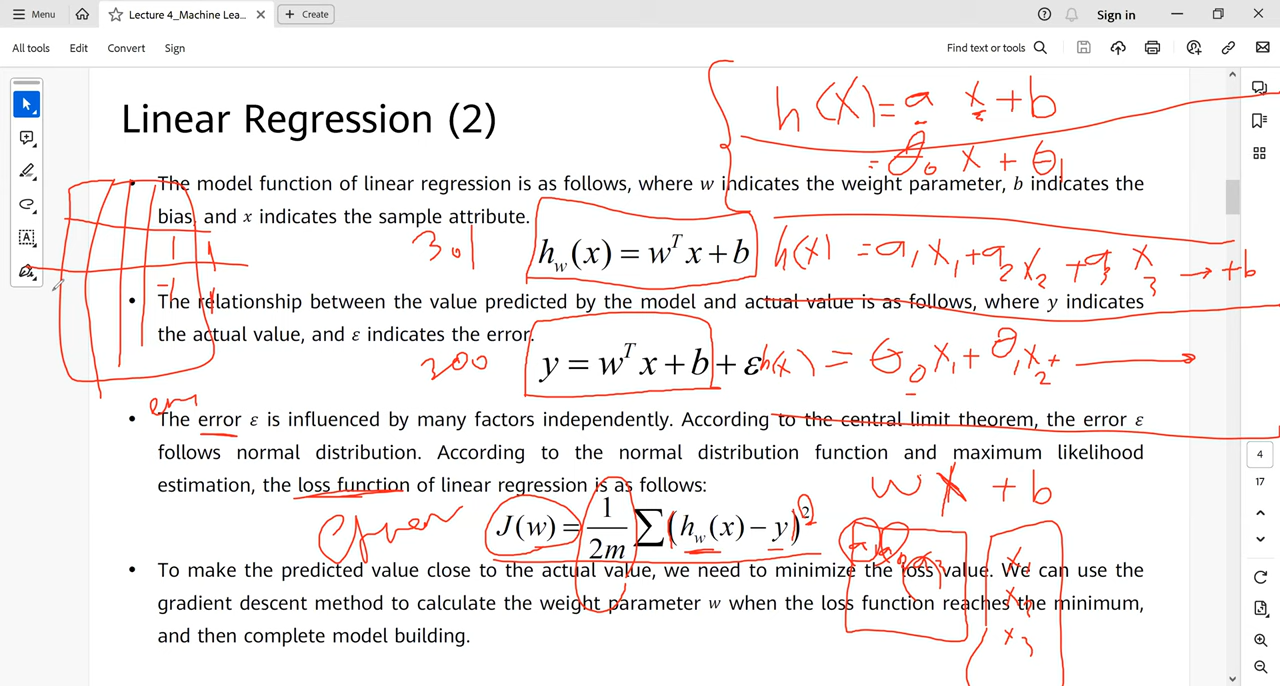 Menu
Lecture 4_Machine Lea...
Create
Sign in
All tools
Edit
Convert
Sign
Find text or tools
Linear Regression (2)
h(x) = a x + b
= θ₀ x + θ₁
• The model function of linear regression is as follows, where w indicates the weight parameter, b indicates the
bias, and x indicates the sample attribute.
301
h_w(x) = w^T x + b
h(x) = a₁x₁ + a₂x₂ + a₃x₃ → + b
1 1
-1 1
• The relationship between the value predicted by the model and actual value is as follows, where y indicates
the actual value, and ε indicates the error.
300
y = w^T x + b + ε
h(x) = θ₀x₁ + θ₁x₂ + →
• The error ε is influenced by many factors independently. According to the central limit theorem, the error ε
follows normal distribution. According to the normal distribution function and maximum likelihood
estimation, the loss function of linear regression is as follows:
w x + b
J(w) = 1/2m ∑(h_w(x) − y)²
x₁
x₂
x₃
• To make the predicted value close to the actual value, we need to minimize the loss value. We can use the
gradient descent method to calculate the weight parameter w when the loss function reaches the minimum,
and then complete model building.
4
17